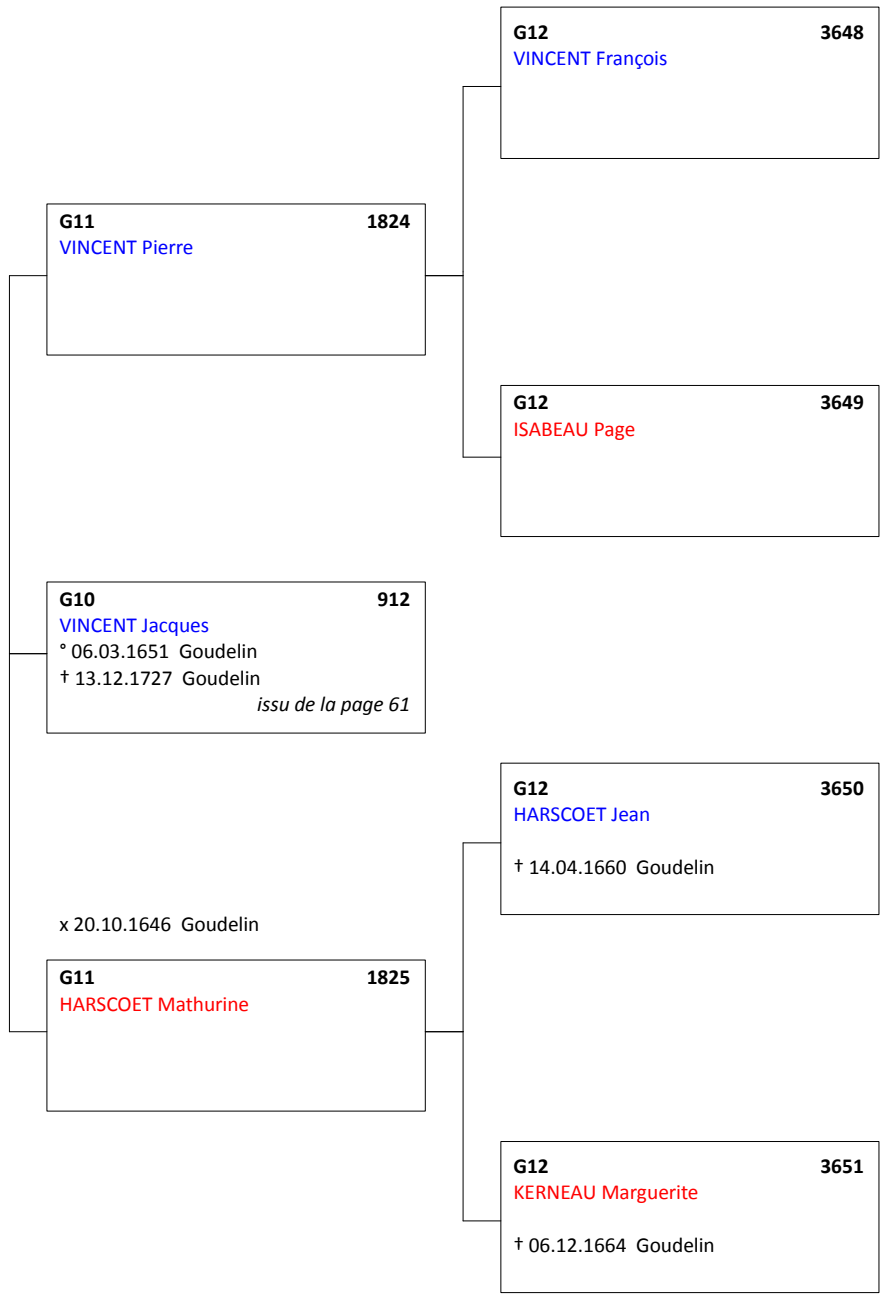 G12 3648
VINCENT François
G11 1824
VINCENT Pierre
G12 3649
ISABEAU Page
G10 912
VINCENT Jacques
° 06.03.1651 Goudelin
† 13.12.1727 Goudelin
issu de la page 61
G12 3650
HARSCOET Jean
† 14.04.1660 Goudelin
x 20.10.1646 Goudelin
G11 1825
HARSCOET Mathurine
G12 3651
KERNEAU Marguerite
† 06.12.1664 Goudelin